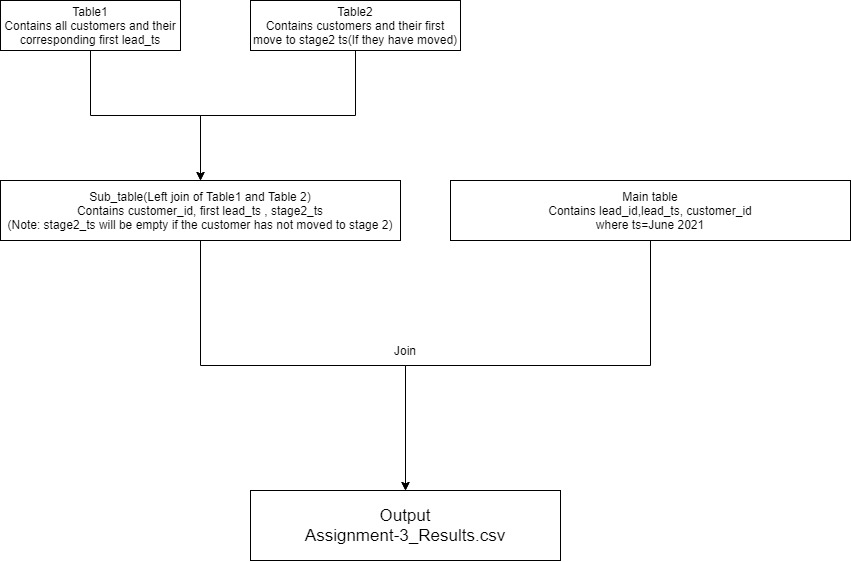 Table1
Contains all customers and their
corresponding first lead_ts
Table2
Contains customers and their first
move to stage2 ts(If they have moved)
Sub_table(Left join of Table1 and Table 2)
Contains customer_id, first lead_ts , stage2_ts
(Note: stage2_ts will be empty if the customer has not moved to stage 2)
Main table
Contains lead_id,lead_ts, customer_id
where ts=June 2021
Join
Output
Assignment-3_Results.csv